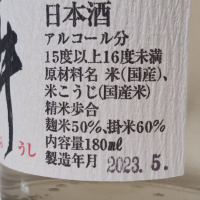 日本酒
アルコール分
15度以上16度未満
原材料名 米(国産)、
米こうじ(国産米)
精米歩合
麹米50%、掛米60%
内容量180ml
製造年月 2023. 5.
うし